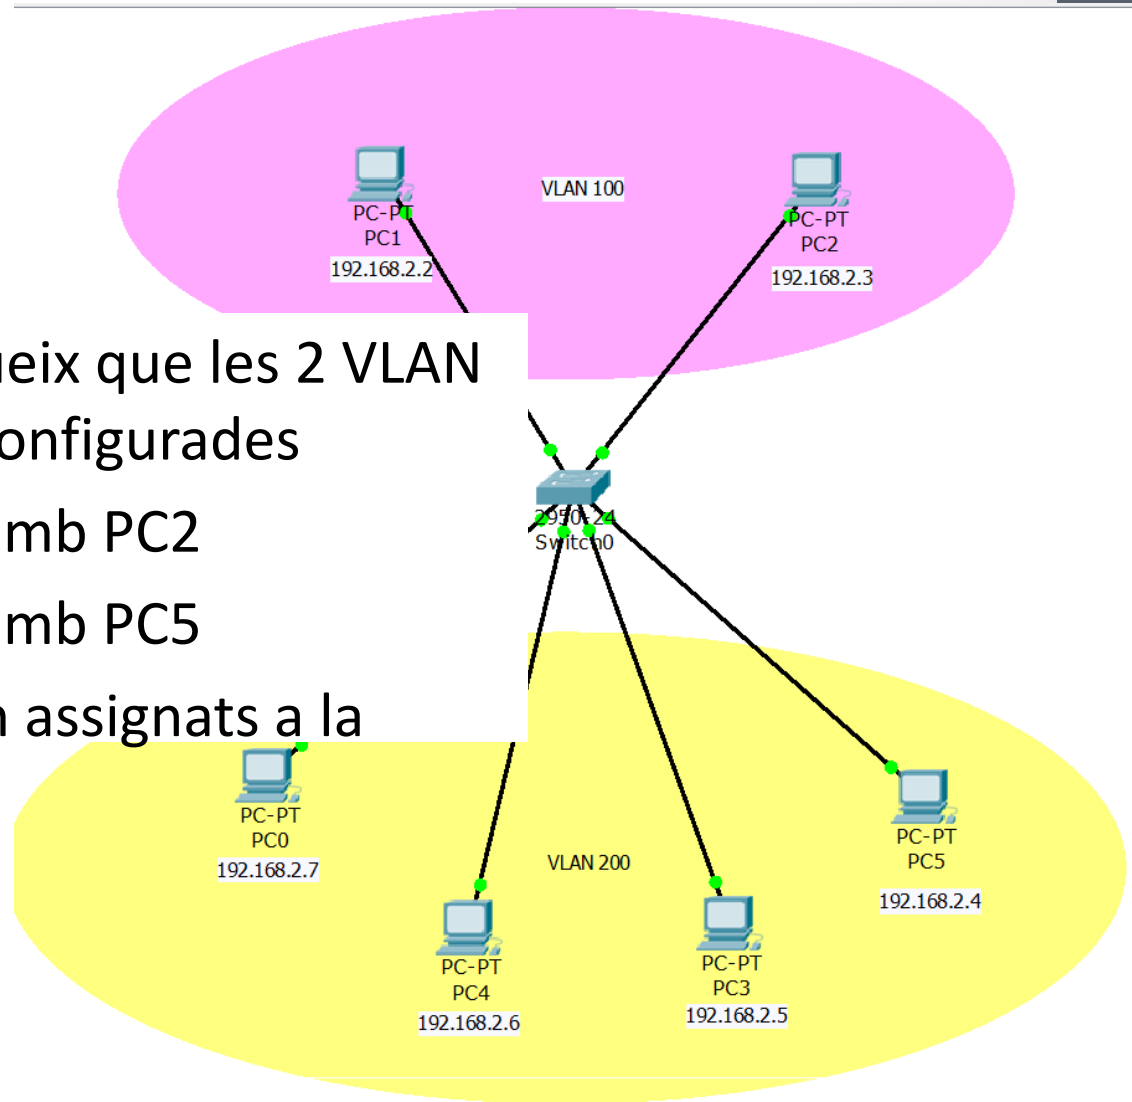 VLAN 100
PC-PT
PC1
192.168.2.2
PC-PT
PC2
192.168.2.3
que les 2 VLAN
onfigurades
mb PC2
mb PC5
assignats a la
2950-24
Switch0
PC-PT
PC0
192.168.2.7
VLAN 200
PC-PT
PC5
192.168.2.4
PC-PT
PC4
192.168.2.6
PC-PT
PC3
192.168.2.5